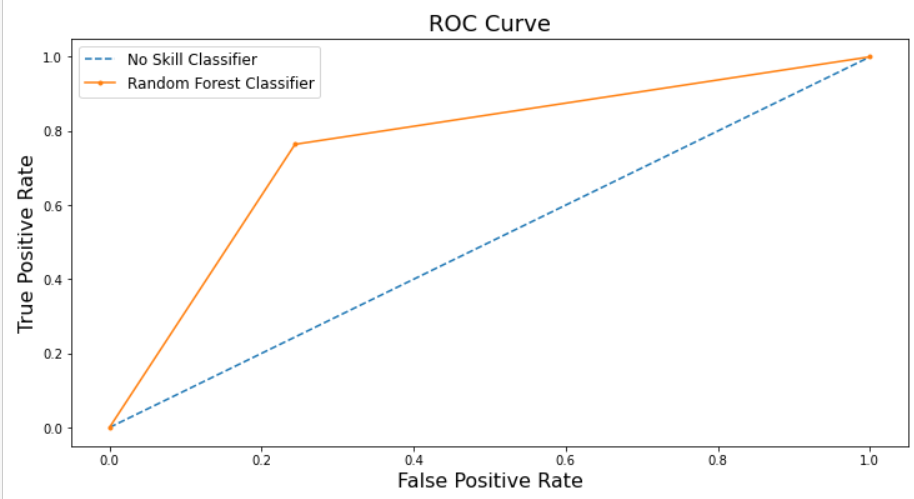 ROC Curve
No Skill Classifier
Random Forest Classifier
True Positive Rate
1.0
0.8
0.6
0.4
0.2
0.0
0.0 0.2 0.4 0.6 0.8 1.0
False Positive Rate